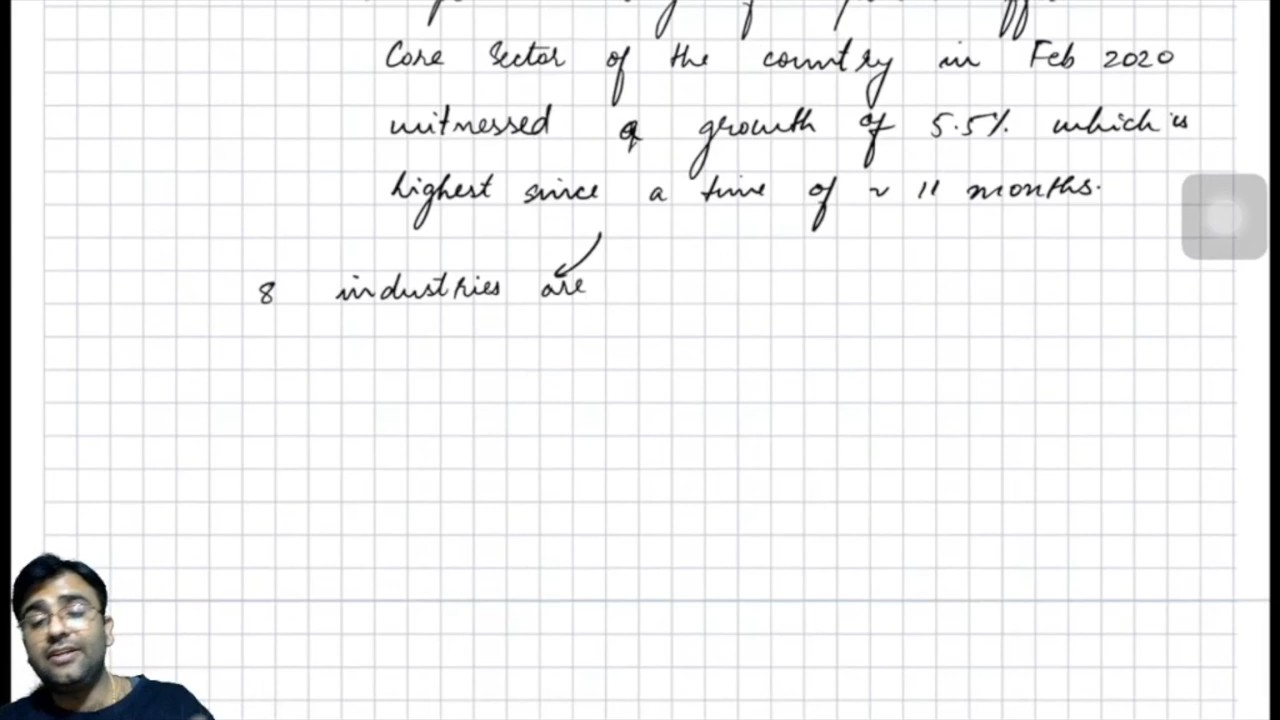 Core Sector of the country in Feb 2020
witnessed a growth of 5.5% which is
highest since a time of ~ 11 months.
8 industries are